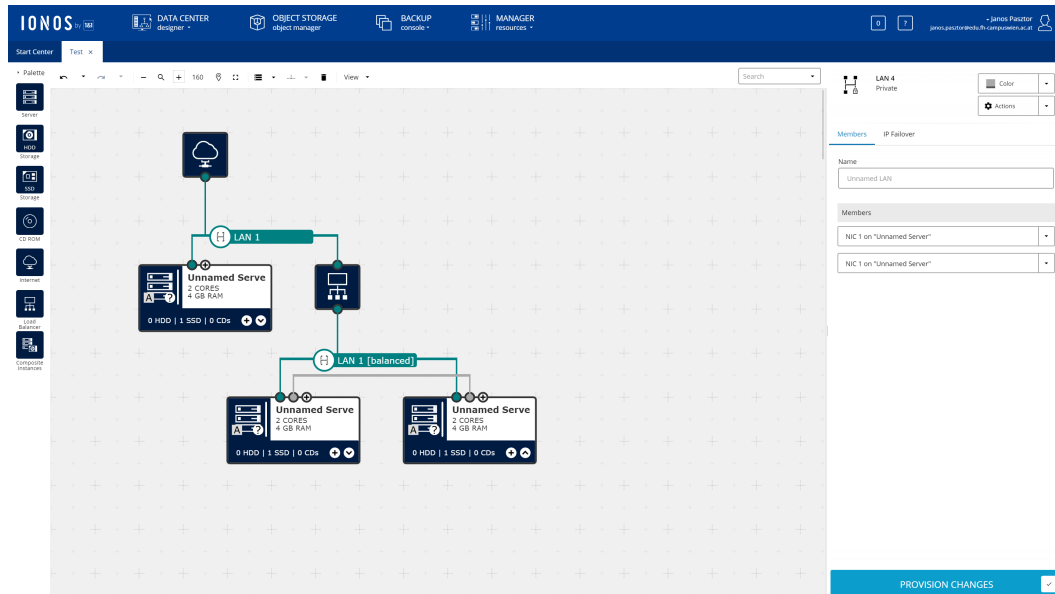 IONOS by 1&1
DATA CENTER
designer
OBJECT STORAGE
object manager
BACKUP
console
MANAGER
resources
0
?
- Janos Pasztor
janos.pasztor@edu.fh-campuswien.ac.at
Start Center
Test ×
Palette
160
View
Search
Server
HDD
Storage
SSD
Storage
CD ROM
Internet
Load
Balancer
Composite
Instances
LAN 1
Unnamed Serve
2 CORES
4 GB RAM
A ?
0 HDD | 1 SSD | 0 CDs
LAN 1 [balanced]
Unnamed Serve
2 CORES
4 GB RAM
A ?
0 HDD | 1 SSD | 0 CDs
Unnamed Serve
2 CORES
4 GB RAM
A ?
0 HDD | 1 SSD | 0 CDs
LAN 4
Private
Color
Actions
Members
IP Failover
Name
Unnamed LAN
Members
NIC 1 on "Unnamed Server"
NIC 1 on "Unnamed Server"
PROVISION CHANGES